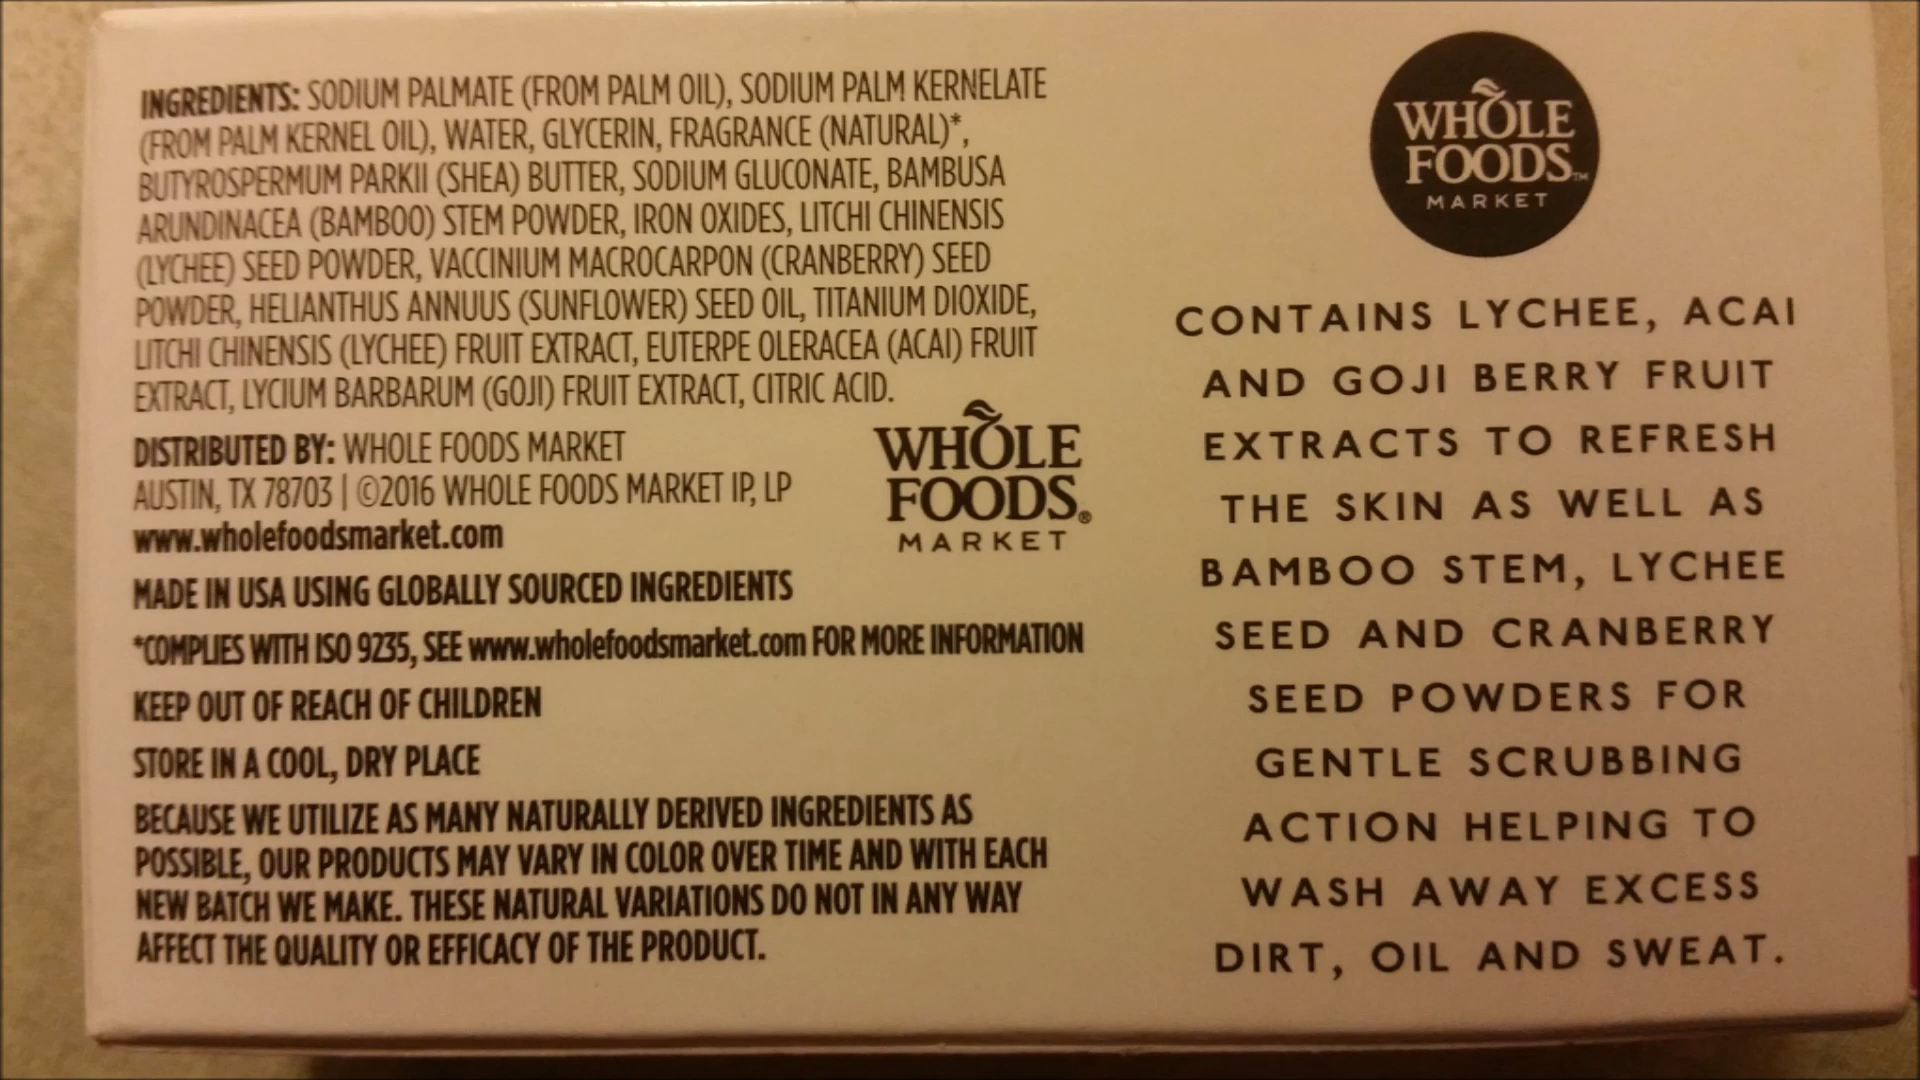 INGREDIENTS: SODIUM PALMATE (FROM PALM OIL), SODIUM PALM KERNELATE
(FROM PALM KERNEL OIL), WATER, GLYCERIN, FRAGRANCE (NATURAL)*,
BUTYROSPERMUM PARKII (SHEA) BUTTER, SODIUM GLUCONATE, BAMBUSA
ARUNDINACEA (BAMBOO) STEM POWDER, IRON OXIDES, LITCHI CHINENSIS
(LYCHEE) SEED POWDER, VACCINIUM MACROCARPON (CRANBERRY) SEED
POWDER, HELIANTHUS ANNUUS (SUNFLOWER) SEED OIL, TITANIUM DIOXIDE,
LITCHI CHINENSIS (LYCHEE) FRUIT EXTRACT, EUTERPE OLERACEA (ACAI) FRUIT
EXTRACT, LYCIUM BARBARUM (GOJI) FRUIT EXTRACT, CITRIC ACID.
DISTRIBUTED BY: WHOLE FOODS MARKET
AUSTIN, TX 78703 | ©2016 WHOLE FOODS MARKET IP, LP
www.wholefoodsmarket.com
WHOLE
FOODS®
MARKET
MADE IN USA USING GLOBALLY SOURCED INGREDIENTS
*COMPLIES WITH ISO 9235, SEE www.wholefoodsmarket.com FOR MORE INFORMATION
KEEP OUT OF REACH OF CHILDREN
STORE IN A COOL, DRY PLACE
BECAUSE WE UTILIZE AS MANY NATURALLY DERIVED INGREDIENTS AS
POSSIBLE, OUR PRODUCTS MAY VARY IN COLOR OVER TIME AND WITH EACH
NEW BATCH WE MAKE. THESE NATURAL VARIATIONS DO NOT IN ANY WAY
AFFECT THE QUALITY OR EFFICACY OF THE PRODUCT.
WHOLE
FOODS™
MARKET
CONTAINS LYCHEE, ACAI
AND GOJI BERRY FRUIT
EXTRACTS TO REFRESH
THE SKIN AS WELL AS
BAMBOO STEM, LYCHEE
SEED AND CRANBERRY
SEED POWDERS FOR
GENTLE SCRUBBING
ACTION HELPING TO
WASH AWAY EXCESS
DIRT, OIL AND SWEAT.